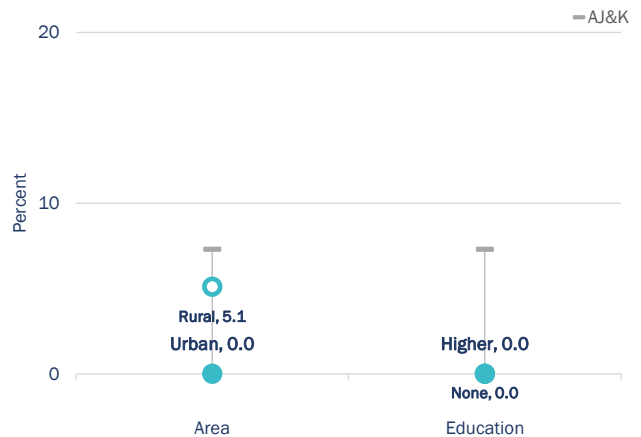 AJ&K
20
Percent
10
Rural, 5.1
Urban, 0.0
Higher, 0.0
0
None, 0.0
Area
Education